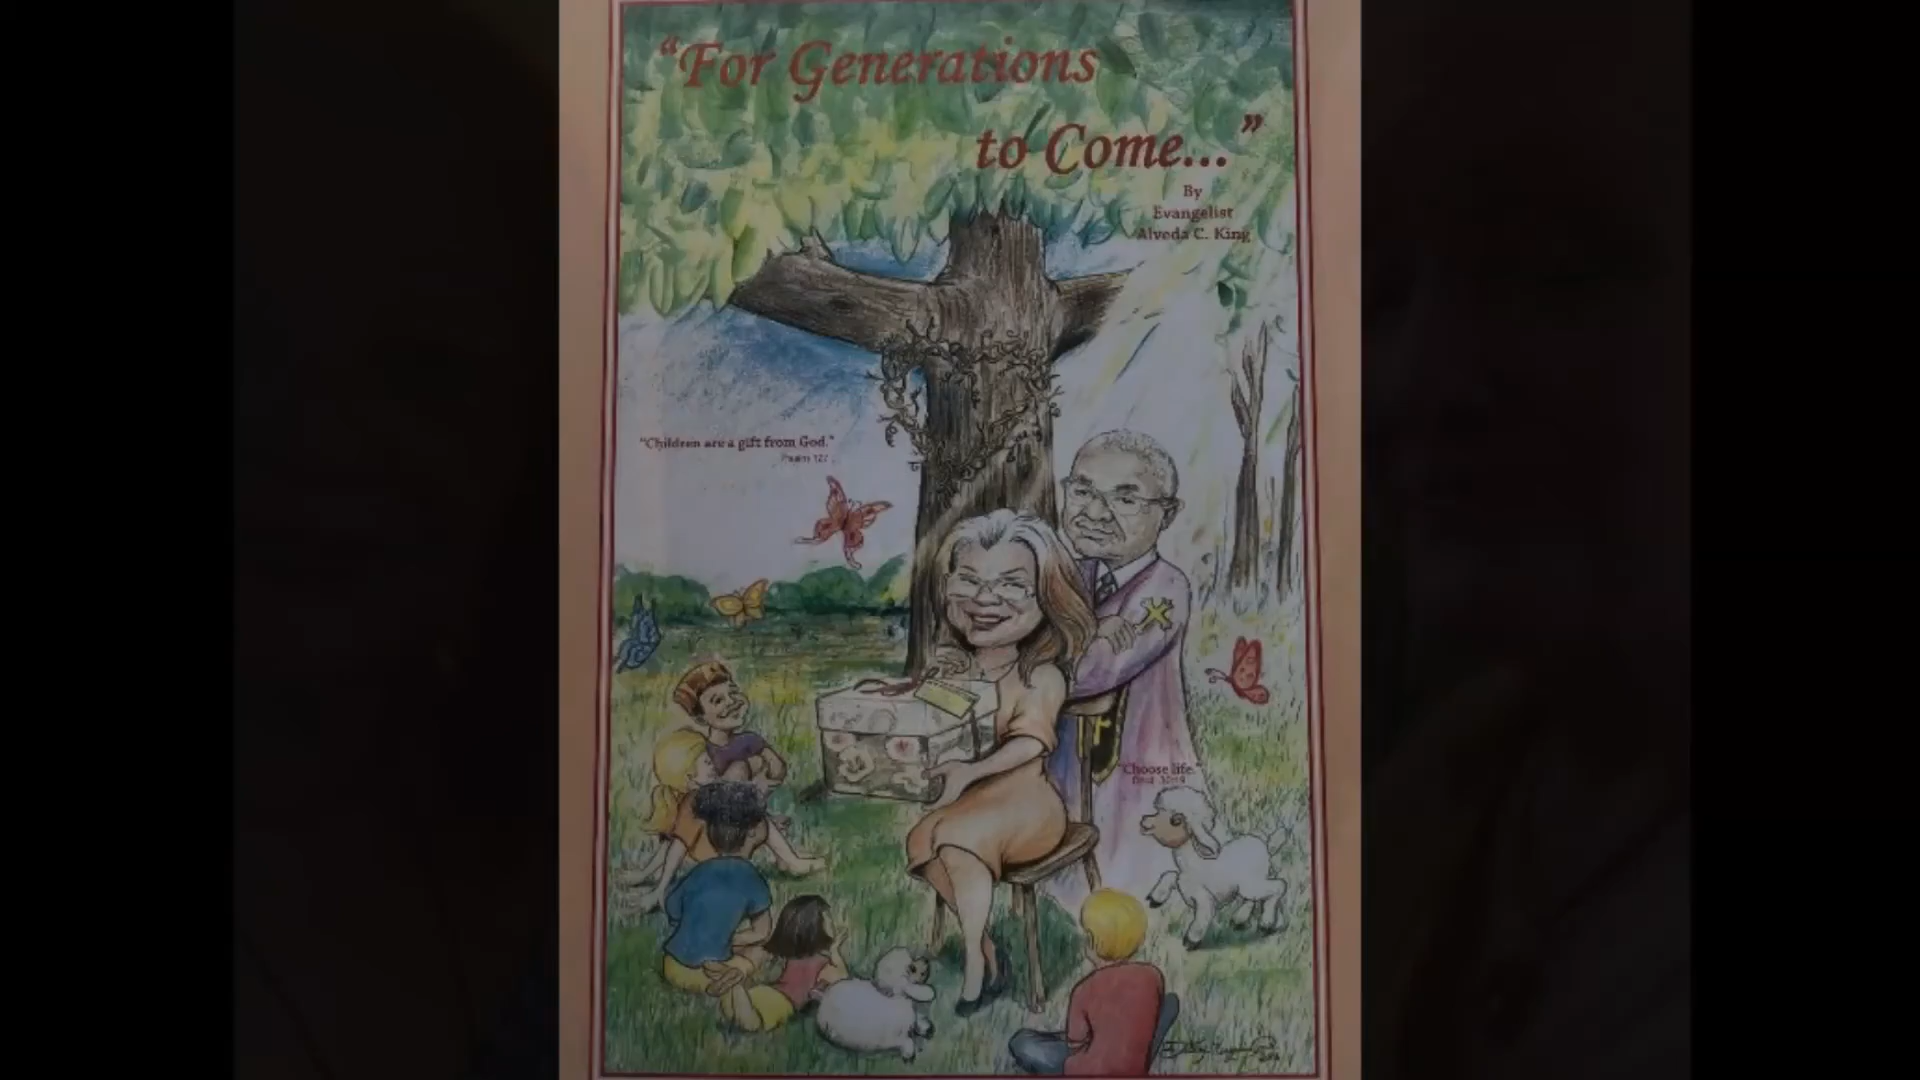 "For Generations
to Come..."
By
Evangelist
Alveda C. King
"Children are a gift from God."
Psalm 127
"Choose life."